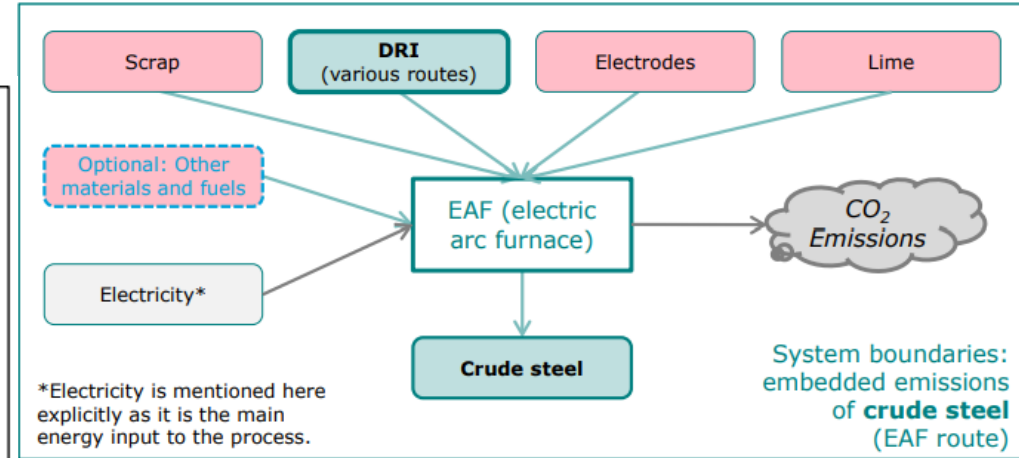 Scrap
DRI
(various routes)
Electrodes
Lime
Optional: Other
materials and fuels
EAF (electric
arc furnace)
CO₂
Emissions
Electricity*
Crude steel
*Electricity is mentioned here
explicitly as it is the main
energy input to the process.
System boundaries:
embedded emissions
of crude steel
(EAF route)